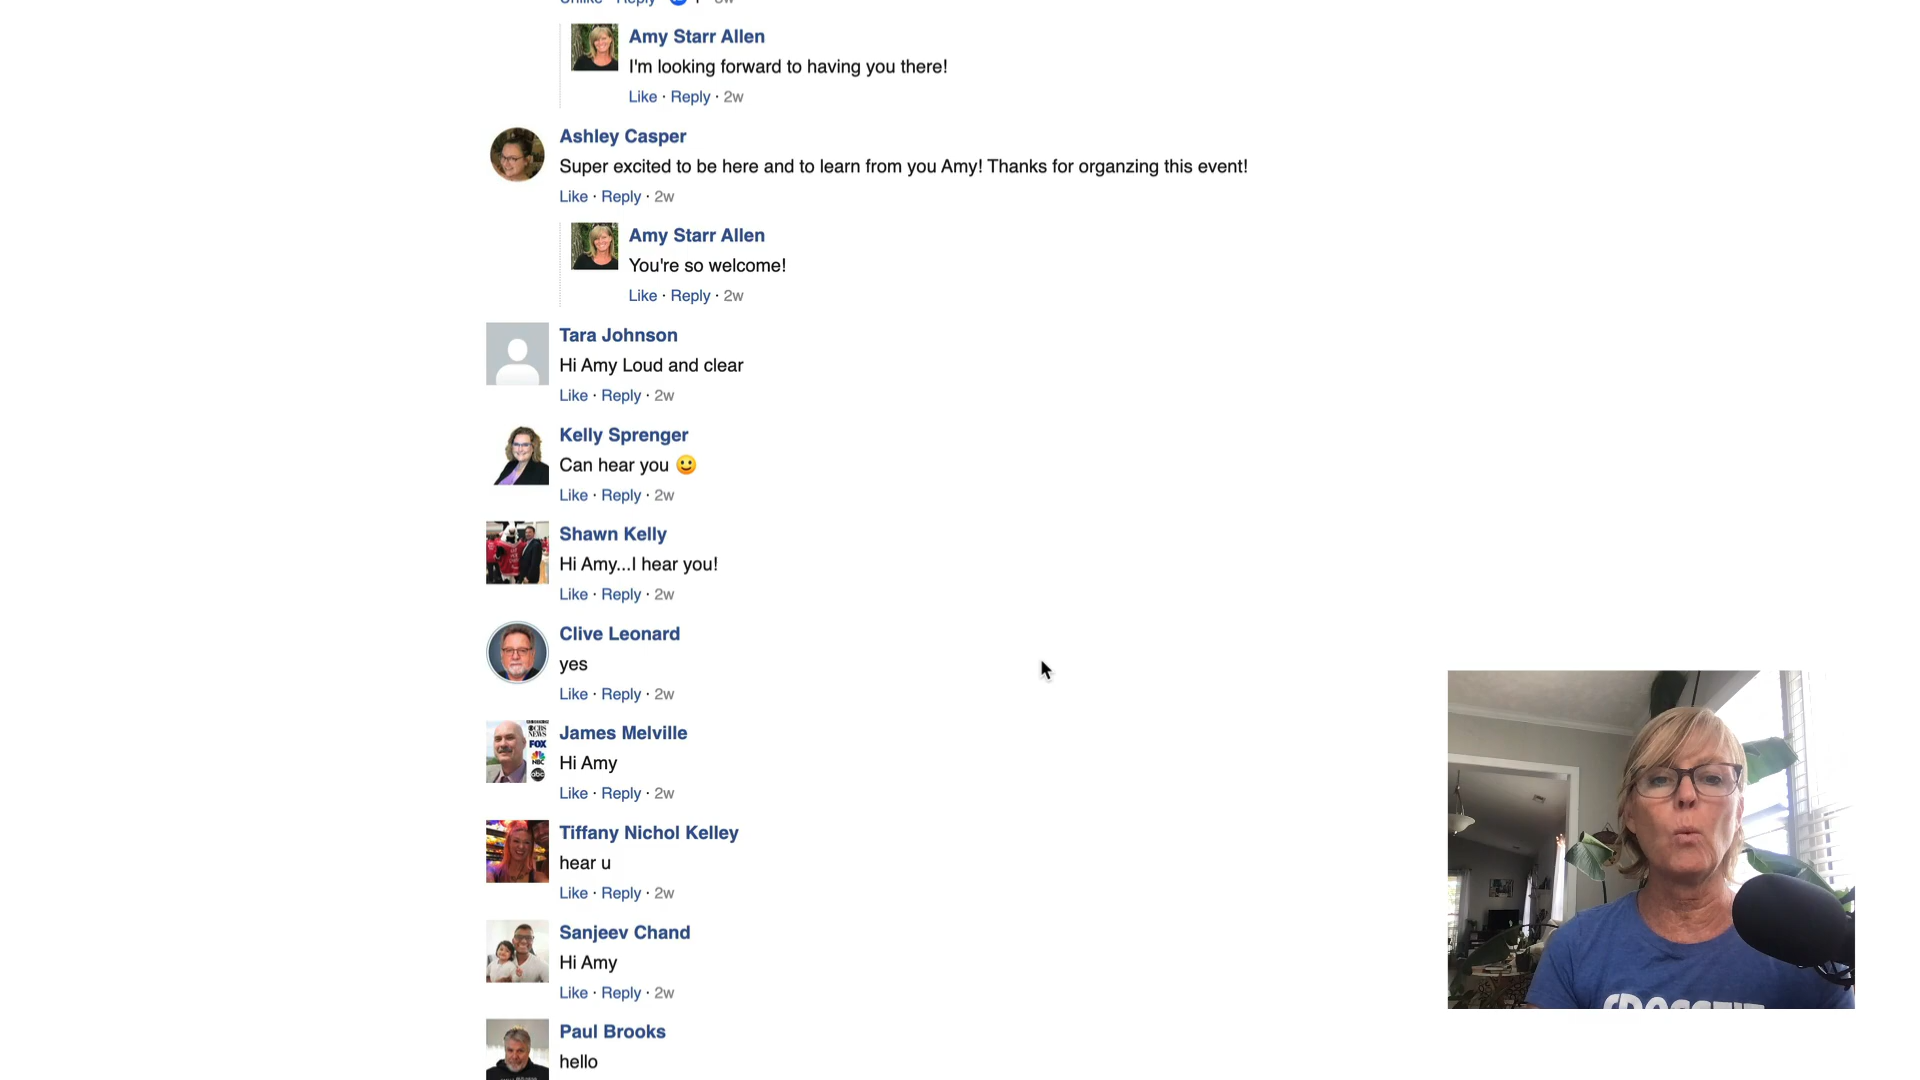 Amy Starr Allen
I'm looking forward to having you there!
Like · Reply · 2w
Ashley Casper
Super excited to be here and to learn from you Amy! Thanks for organzing this event!
Like · Reply · 2w
Amy Starr Allen
You're so welcome!
Like · Reply · 2w
Tara Johnson
Hi Amy Loud and clear
Like · Reply · 2w
Kelly Sprenger
Can hear you 😀
Like · Reply · 2w
Shawn Kelly
Hi Amy...I hear you!
Like · Reply · 2w
Clive Leonard
yes
Like · Reply · 2w
CBS
NEWS
FOX
NBC
abc
James Melville
Hi Amy
Like · Reply · 2w
Tiffany Nichol Kelley
hear u
Like · Reply · 2w
Sanjeev Chand
Hi Amy
Like · Reply · 2w
Paul Brooks
hello